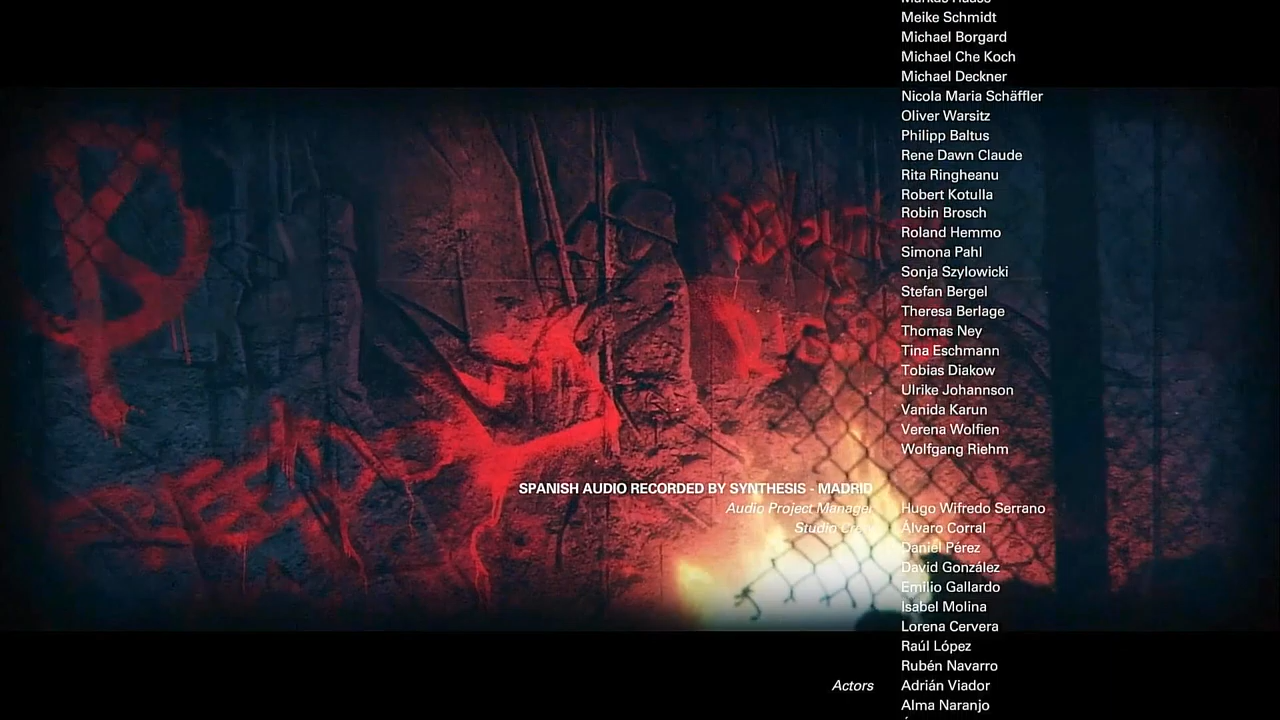 Meike Schmidt
Michael Borgard
Michael Che Koch
Michael Deckner
Nicola Maria Schäffler
Oliver Warsitz
Philipp Baltus
Rene Dawn Claude
Rita Ringheanu
Robert Kotulla
Robin Brosch
Roland Hemmo
Simona Pahl
Sonja Szylowicki
Stefan Bergel
Theresa Berlage
Thomas Ney
Tina Eschmann
Tobias Diakow
Ulrike Johannson
Vanida Karun
Verena Wolfien
Wolfgang Riehm
SPANISH AUDIO RECORDED BY SYNTHESIS - MADRID
Audio Project Manager Hugo Wifredo Serrano
Studio Crew Álvaro Corral
Daniel Pérez
David González
Emilio Gallardo
Isabel Molina
Lorena Cervera
Raúl López
Rubén Navarro
Actors Adrián Viador
Alma Naranjo